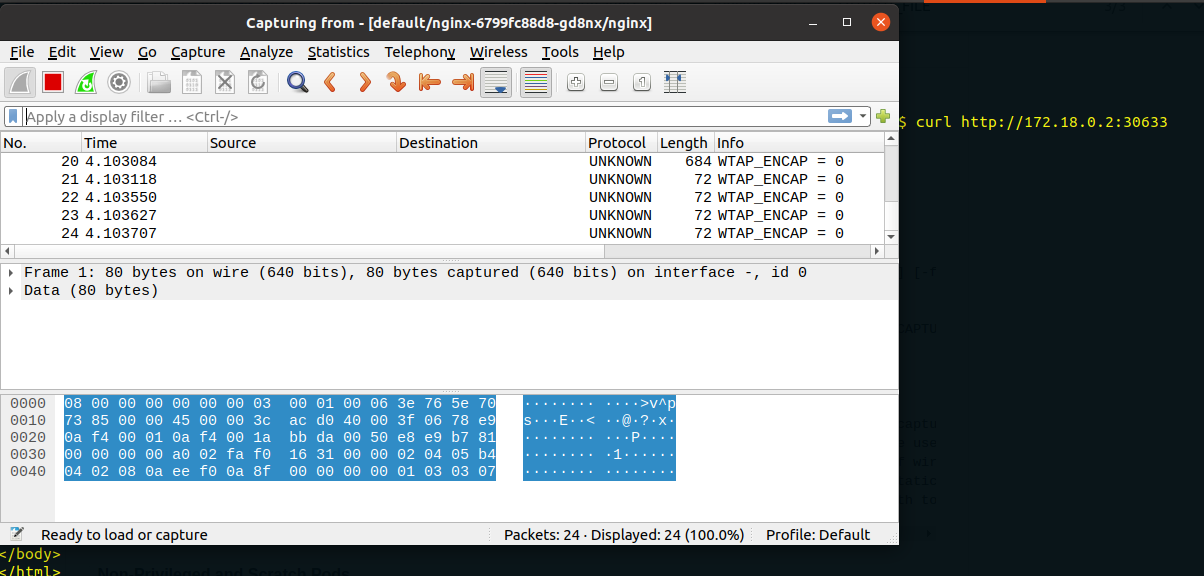 Capturing from - [default/nginx-6799fc88d8-gd8nx/nginx]
File Edit View Go Capture Analyze Statistics Telephony Wireless Tools Help
Apply a display filter … <Ctrl-/>
$ curl http://172.18.0.2:30633
No. Time Source Destination Protocol Length Info
20 4.103084 UNKNOWN 684 WTAP_ENCAP = 0
21 4.103118 UNKNOWN 72 WTAP_ENCAP = 0
22 4.103550 UNKNOWN 72 WTAP_ENCAP = 0
23 4.103627 UNKNOWN 72 WTAP_ENCAP = 0
24 4.103707 UNKNOWN 72 WTAP_ENCAP = 0
Frame 1: 80 bytes on wire (640 bits), 80 bytes captured (640 bits) on interface -, id 0
Data (80 bytes)
0000 08 00 00 00 00 00 00 03 00 01 00 06 3e 76 5e 70 ········ ····>v^p
0010 73 85 00 00 45 00 00 3c ac d0 40 00 3f 06 78 e9 s···E··< ··@·?·x·
0020 0a f4 00 01 0a f4 00 1a bb da 00 50 e8 e9 b7 81 ········ ···P····
0030 00 00 00 00 a0 02 fa f0 16 31 00 00 02 04 05 b4 ········ ·1······
0040 04 02 08 0a ee f0 0a 8f 00 00 00 00 01 03 03 07 ········ ········
Ready to load or capture Packets: 24 · Displayed: 24 (100.0%) Profile: Default
</body>
</html>
Non-Privileged and Scratch Pods